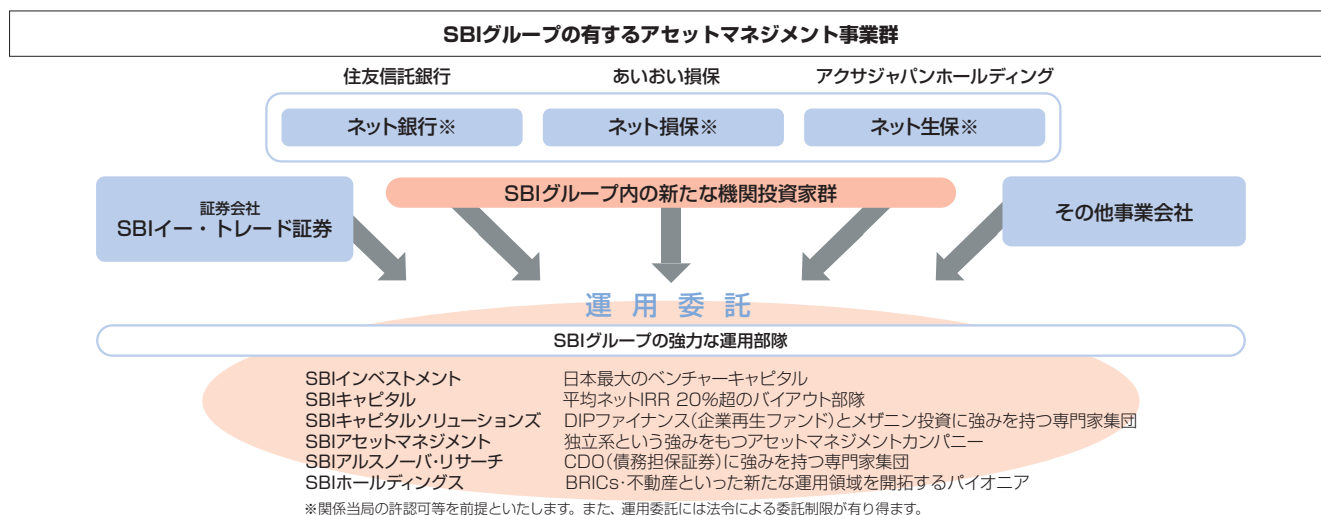 SBIグループの有するアセットマネジメント事業群
住友信託銀行 あいおい損保 アクサジャパンホールディング
ネット銀行※ ネット損保※ ネット生保※
SBIグループ内の新たな機関投資家群
証券会社
SBIイー・トレード証券
その他事業会社
運用委託
SBIグループの強力な運用部隊
SBIインベストメント 日本最大のベンチャーキャピタル
SBIキャピタル 平均ネットIRR 20%超のバイアウト部隊
SBIキャピタルソリューションズ DIPファイナンス(企業再生ファンド)とメザニン投資に強みを持つ専門家集団
SBIアセットマネジメント 独立系という強みをもつアセットマネジメントカンパニー
SBIアルスノーバ・リサーチ CDO(債務担保証券)に強みを持つ専門家集団
SBIホールディングス BRICs・不動産といった新たな運用領域を開拓するパイオニア
※関係当局の許認可等を前提といたします。また、運用委託には法令による委託制限が有り得ます。